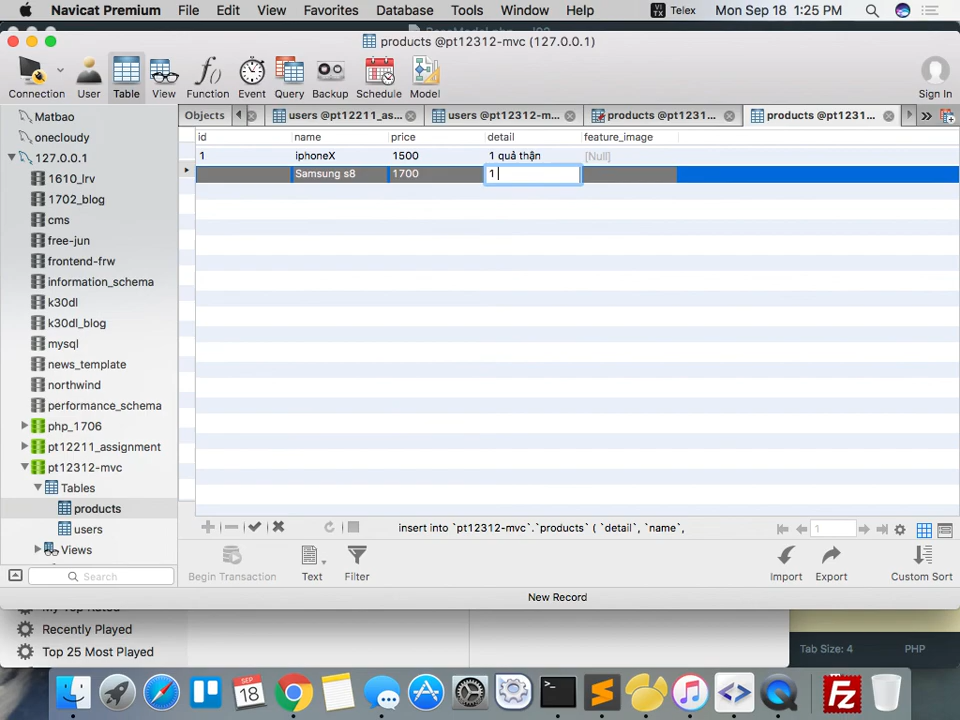 Navicat Premium File Edit View Favorites Database Tools Window Help VI TX Telex Mon Sep 18 1:25 PM
products @pt12312-mvc (127.0.0.1)
Connection User Table View Function Event Query Backup Schedule Model Sign In
Objects users @pt12211_as... users @pt12312-m... products @pt1231... products @pt1231...
id name price detail feature_image
1 iphoneX 1500 1 quả thận [Null]
Samsung s8 1700 1
Matbao
onecloudy
127.0.0.1
1610_lrv
1702_blog
cms
free-jun
frontend-frw
information_schema
k30dl
k30dl_blog
mysql
news_template
northwind
performance_schema
php_1706
pt12211_assignment
pt12312-mvc
Tables
products
users
Views
Search
insert into `pt12312-mvc`.`products` ( `detail`, `name`,
1
Begin Transaction Text Filter Import Export Custom Sort
New Record
My Top Rated
Recently Played
Top 25 Most Played
Tab Size: 4 PHP
SEP
18
Fz